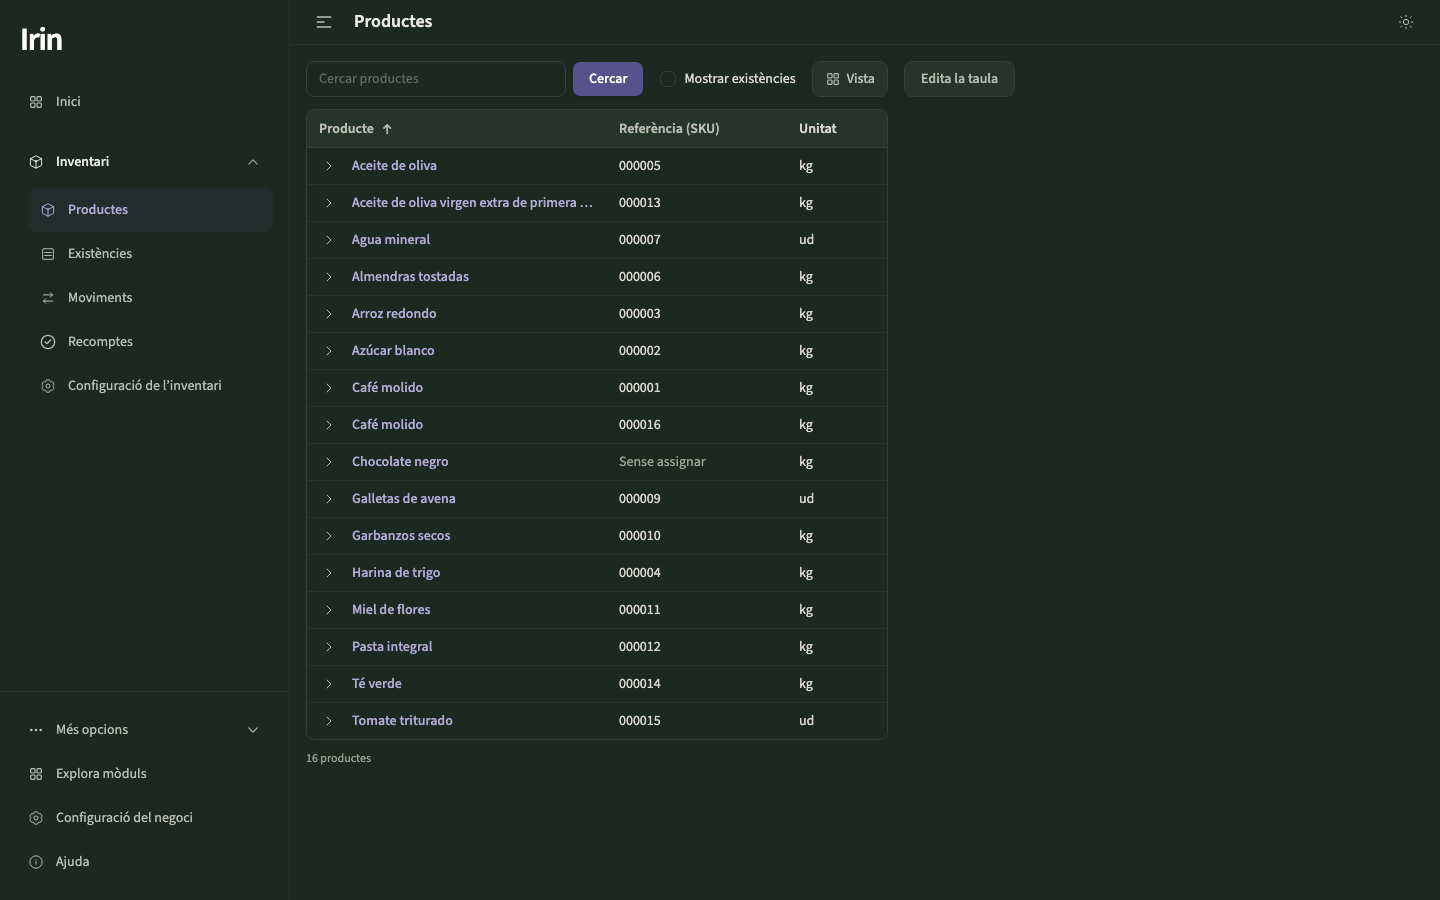 Irin
Inici
Inventari
Productes
Existències
Moviments
Recomptes
Configuració de l’inventari
Més opcions
Explora mòduls
Configuració del negoci
Ajuda
Productes
Cercar productes
Cercar
Mostrar existències
Vista
Edita la taula
Producte Referència (SKU) Unitat
Aceite de oliva 000005 kg
Aceite de oliva virgen extra de primera … 000013 kg
Agua mineral 000007 ud
Almendras tostadas 000006 kg
Arroz redondo 000003 kg
Azúcar blanco 000002 kg
Café molido 000001 kg
Café molido 000016 kg
Chocolate negro Sense assignar kg
Galletas de avena 000009 ud
Garbanzos secos 000010 kg
Harina de trigo 000004 kg
Miel de flores 000011 kg
Pasta integral 000012 kg
Té verde 000014 kg
Tomate triturado 000015 ud
16 productes